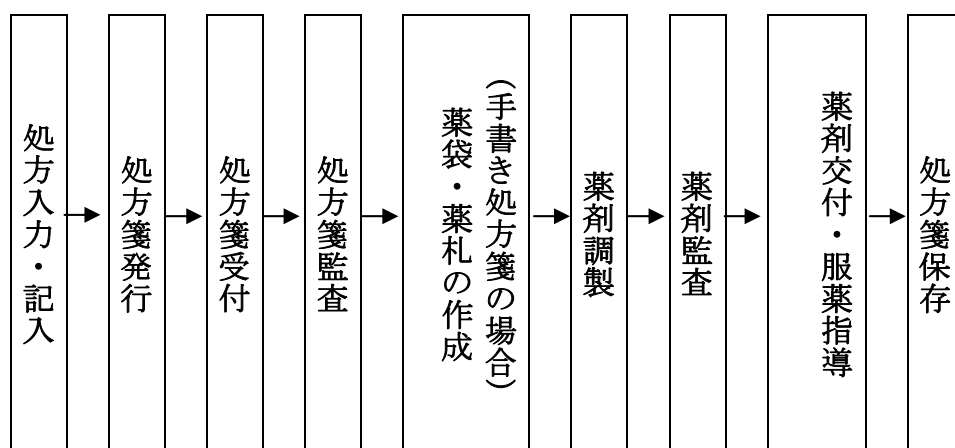 処方入力・記入
処方箋発行
処方箋受付
処方箋監査
（手書き処方箋の場合）
薬袋・薬札の作成
薬剤調製
薬剤監査
薬剤交付・服薬指導
処方箋保存